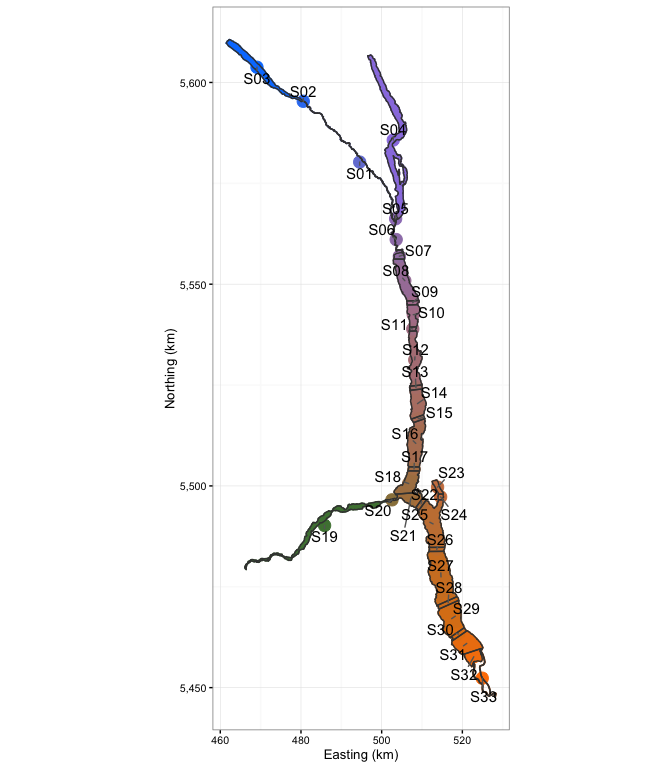 5,600
S03
S02
S04
S01
S05
S06
S07
S08
5,550
S09
S10
S11
S12
S13
S14
S15
S16
S17
S23
S18
5,500
S22
S20
S25
S24
S19
S21
S26
S27
S28
S29
S30
S31
S32
5,450
S33
Northing (km)
460
480
500
520
Easting (km)